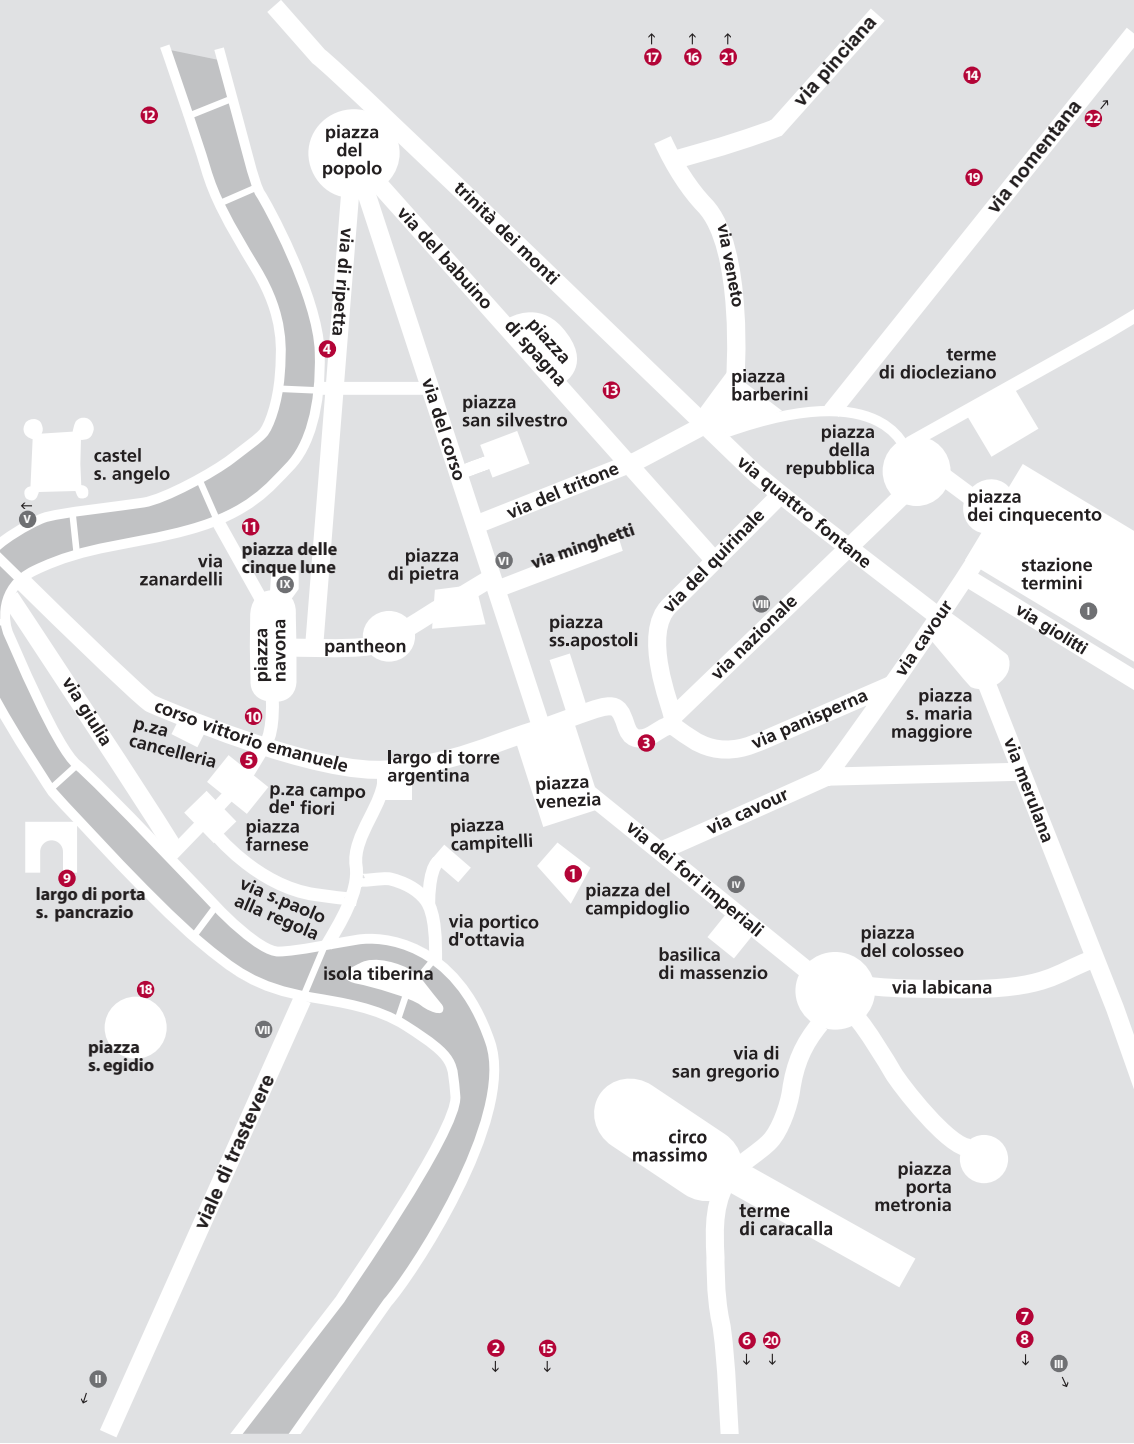 17
16
21
via pinciana
14
22
12
piazza
del
popolo
19
via nomentana
trinità dei monti
via del babuino
via di ripetta
via veneto
4
piazza
di spagna
terme
di diocleziano
piazza
barberini
13
via del corso
piazza
san silvestro
castel
s. angelo
piazza
della
repubblica
via del tritone
via quattro fontane
piazza
dei cinquecento
V
11
piazza delle
cinque lune
IX
via
zanardelli
piazza
di pietra
VI
via minghetti
via del quirinale
stazione
termini
I
via giolitti
VIII
via nazionale
via cavour
piazza
ss.apostoli
piazza
navona
pantheon
via giulia
corso vittorio emanuele
10
p.za
cancelleria
5
3
via panisperna
piazza
s. maria
maggiore
via merulana
largo di torre
argentina
p.za campo
de' fiori
piazza
venezia
via cavour
piazza
farnese
piazza
campitelli
via dei fori imperiali
9
largo di porta
s. pancrazio
1
piazza del
campidoglio
IV
via s.paolo
alla regola
via portico
d'ottavia
piazza
del colosseo
basilica
di massenzio
isola tiberina
via labicana
18
piazza
s. egidio
VII
via di
san gregorio
viale di trastevere
circo
massimo
piazza
porta
metronia
terme
di caracalla
2
15
6
20
7
8
III
II